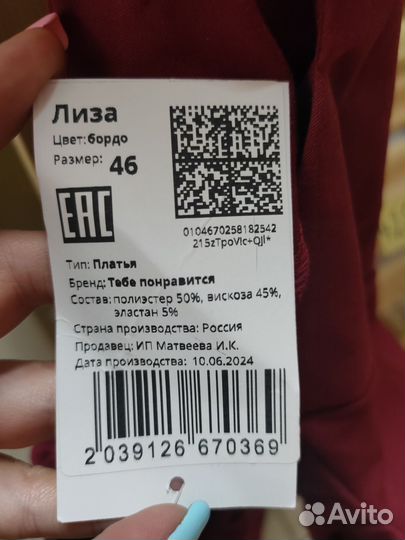 Лиза
Цвет: бордо
Размер: 46
EAC
0104670258182542
215zTpoVlc+QJl*
Тип: Платья
Бренд: Тебе понравится
Состав: полиэстер 50%, вискоза 45%,
эластан 5%
Страна производства: Россия
Продавец: ИП Матвеева И.К.
Дата производства: 10.06.2024
2 039126 670369
Avito